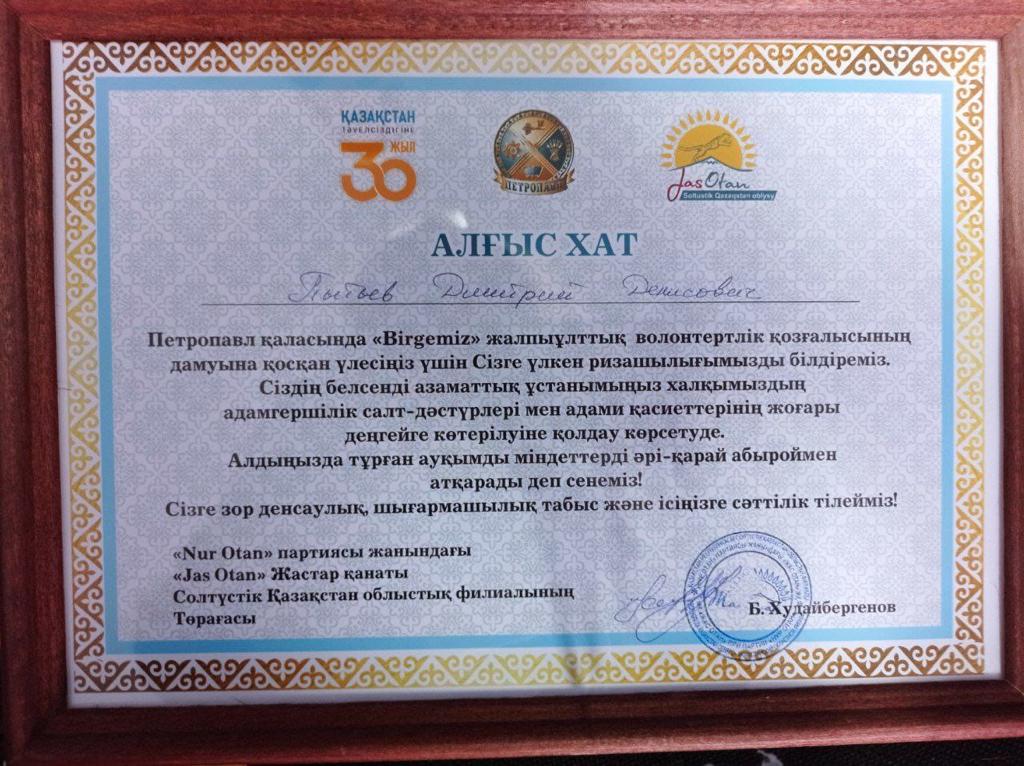 ҚАЗАҚСТАН
ТӘУЕЛСІЗДІГІНЕ
30 ЖЫЛ
ПЕТРОПАВЛ
Jas Otan
Soltustik Qazaqstan oblysy
АЛҒЫС ХАТ
Дмитрий Денисович
Петропавл қаласында «Birgemiz» жалпыұлттық волонтертлік қозғалысының
дамуына қосқан үлесіңіз үшін Сізге үлкен ризашылығымызды білдіреміз.
Сіздің белсенді азаматтық ұстанымыңыз халқымыздың
адамгершілік салт-дәстүрлері мен адами қасиеттерінің жоғары
деңгейге көтерілуіне қолдау көрсетуде.
Алдыңызда тұрған ауқымды міндеттерді әрі-қарай абыроймен
атқарады деп сенеміз!
Сізге зор денсаулық, шығармашылық табыс және ісіңізге сәттілік тілейміз!
«Nur Otan» партиясы жанындағы
«Jas Otan» Жастар қанаты
Солтүстік Қазақстан облыстық филиалының
Төрағасы
Б. Худайбергенов